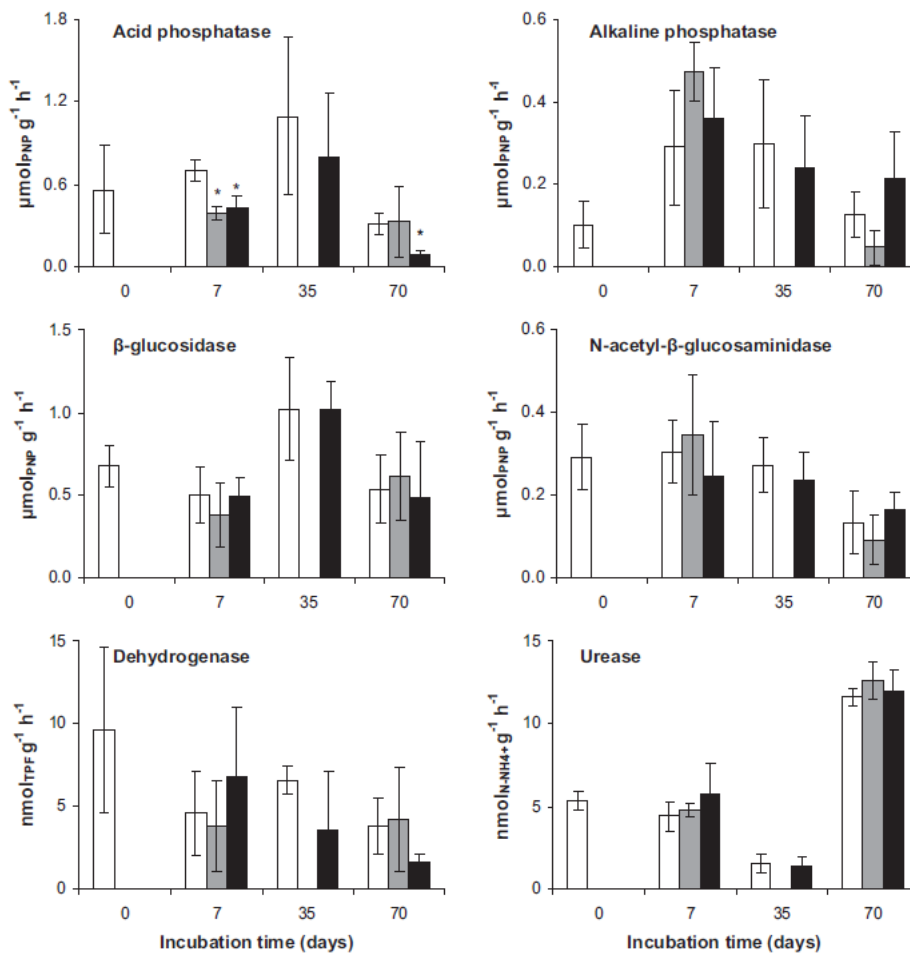 Acid phosphatase
μmolPNP g-1 h-1
1.8
1.2
0.6
0.0
* * *
0 7 35 70
Alkaline phosphatase
μmolPNP g-1 h-1
0.6
0.4
0.2
0.0
0 7 35 70
β-glucosidase
μmolPNP g-1 h-1
1.5
1.0
0.5
0.0
0 7 35 70
N-acetyl-β-glucosaminidase
μmolPNP g-1 h-1
0.6
0.4
0.2
0.0
0 7 35 70
Dehydrogenase
nmolTPF g-1 h-1
15
10
5
0
0 7 35 70
Incubation time (days)
Urease
nmolN-NH4+ g-1 h-1
15
10
5
0
0 7 35 70
Incubation time (days)